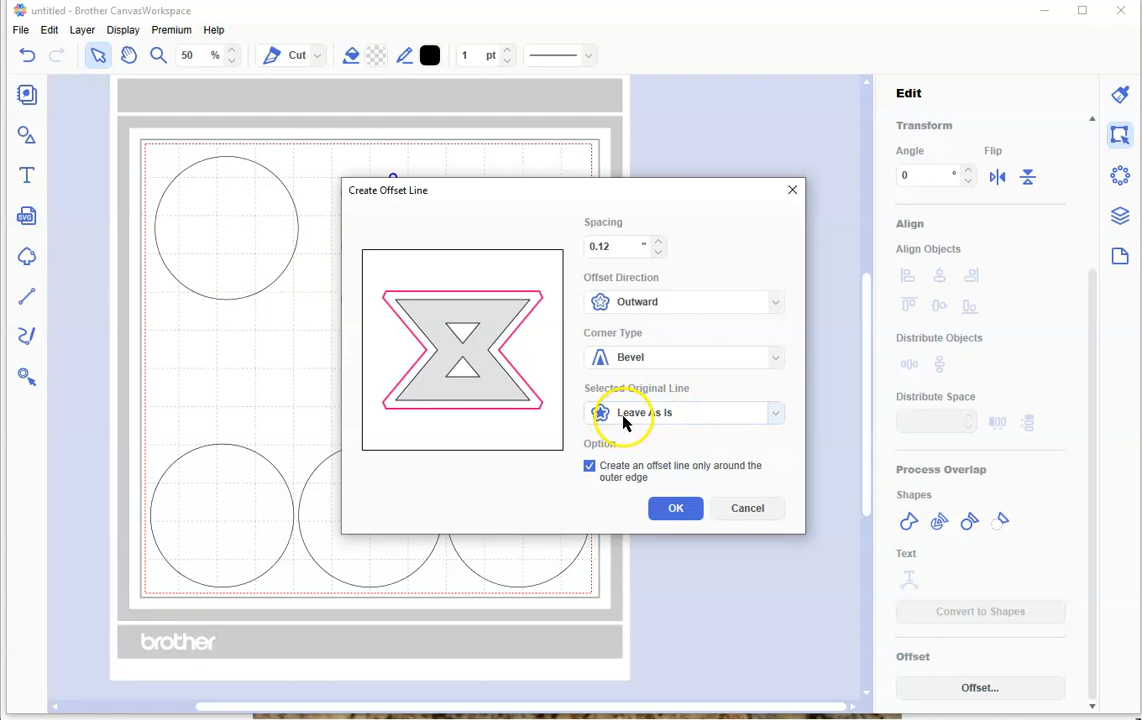 untitled - Brother CanvasWorkspace
File Edit Layer Display Premium Help
50 % Cut 1 pt
Edit
Transform
Angle Flip
0 °
Align
Align Objects
Distribute Objects
Distribute Space
Process Overlap
Shapes
Text
Convert to Shapes
Offset
Offset...
T
SVG
Create Offset Line
Spacing
0.12 "
Offset Direction
Outward
Corner Type
Bevel
Selected Original Line
Leave As Is
Option
Create an offset line only around the
outer edge
OK Cancel
brother